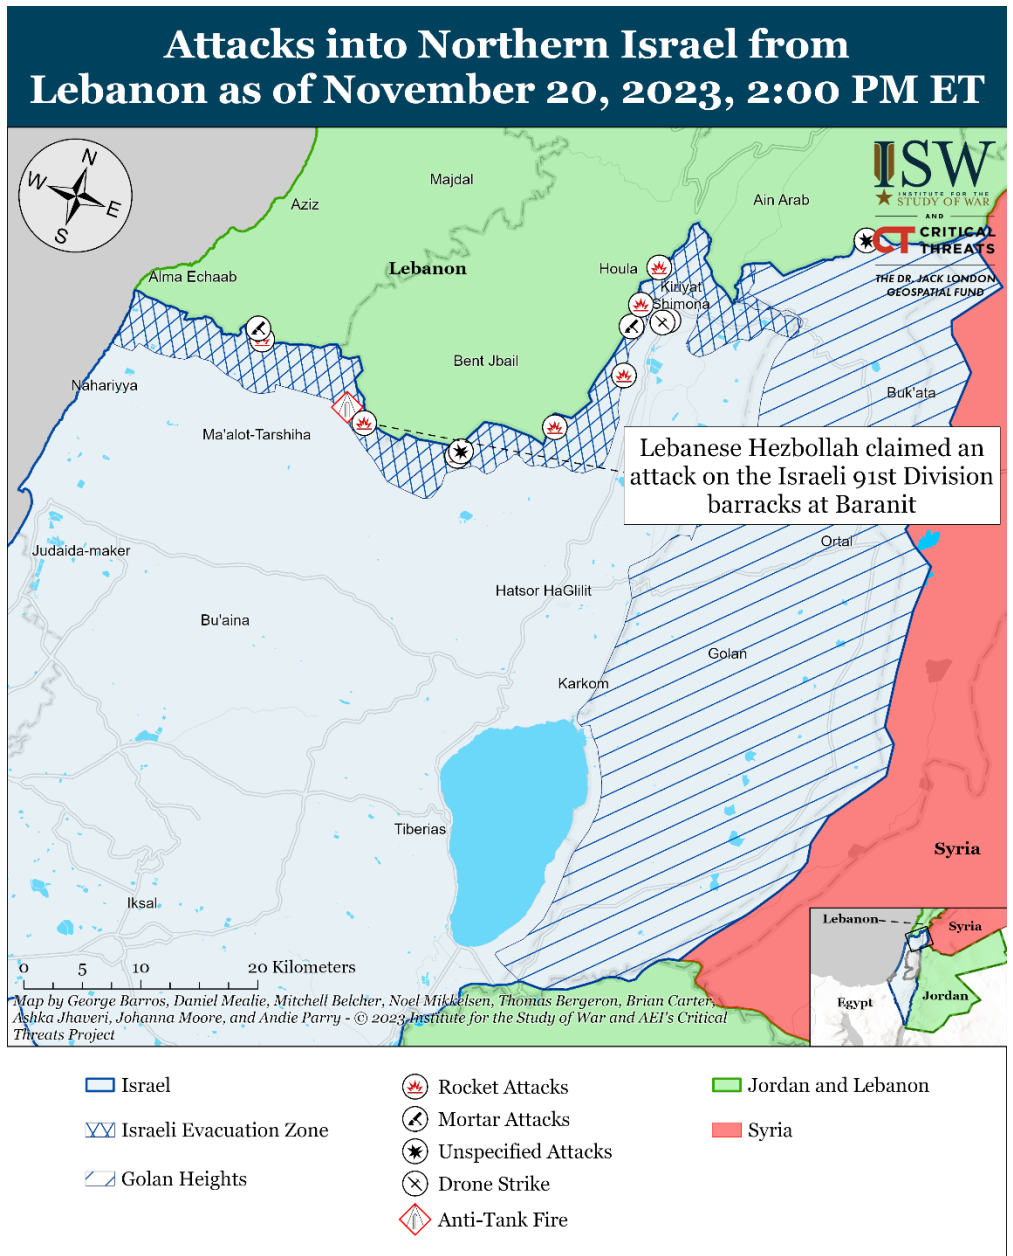 Attacks into Northern Israel from
Lebanon as of November 20, 2023, 2:00 PM ET
N
W
E
S
ISW
INSTITUTE FOR THE
STUDY OF WAR
AND
CT CRITICAL
THREATS
THE DR. JACK LONDON
GEOSPATIAL FUND
Majdal
Aziz
Ain Arab
Lebanon
Houla
Alma Echaab
Kiriyat
Shimona
Bent Jbail
Nahariyya
Buk'ata
Ma'alot-Tarshiha
Lebanese Hezbollah claimed an
attack on the Israeli 91st Division
barracks at Baranit
Ortal
Judaida-maker
Hatsor HaGlilit
Bu'aina
Golan
Karkom
Tiberias
Syria
Iksal
Lebanon
Syria
Jordan
Egypt
0 5 10 20 Kilometers
Map by George Barros, Daniel Mealie, Mitchell Belcher, Noel Mikkelsen, Thomas Bergeron, Brian Carter,
Ashka Jhaveri, Johanna Moore, and Andie Parry - © 2023 Institute for the Study of War and AEI's Critical
Threats Project
Israel
Israeli Evacuation Zone
Golan Heights
Rocket Attacks
Mortar Attacks
Unspecified Attacks
Drone Strike
Anti-Tank Fire
Jordan and Lebanon
Syria